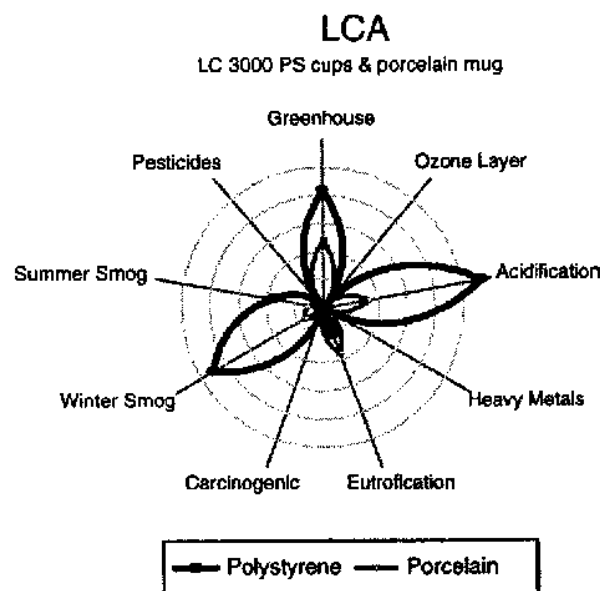 LCA
LC 3000 PS cups & porcelain mug
Greenhouse
Pesticides
Ozone Layer
Summer Smog
Acidification
Winter Smog
Heavy Metals
Carcinogenic
Eutrofication
Polystyrene
Porcelain